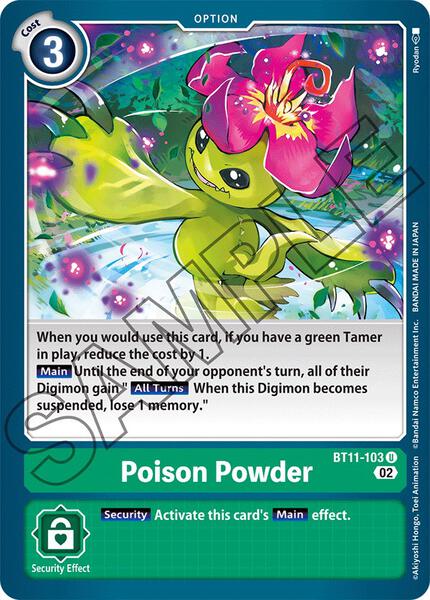 OPTION
Cost
3
Ryodan
SAMPLE
When you would use this card, if you have a green Tamer
in play, reduce the cost by 1.
Main Until the end of your opponent's turn, all of their
Digimon gain " All Turns When this Digimon becomes
suspended, lose 1 memory."
BT11-103 U
Poison Powder
02
Security Activate this card's Main effect.
Security Effect
©Akiyoshi Hongo, Toei Animation ©Bandai Namco Entertainment Inc. BANDAI MADE IN JAPAN